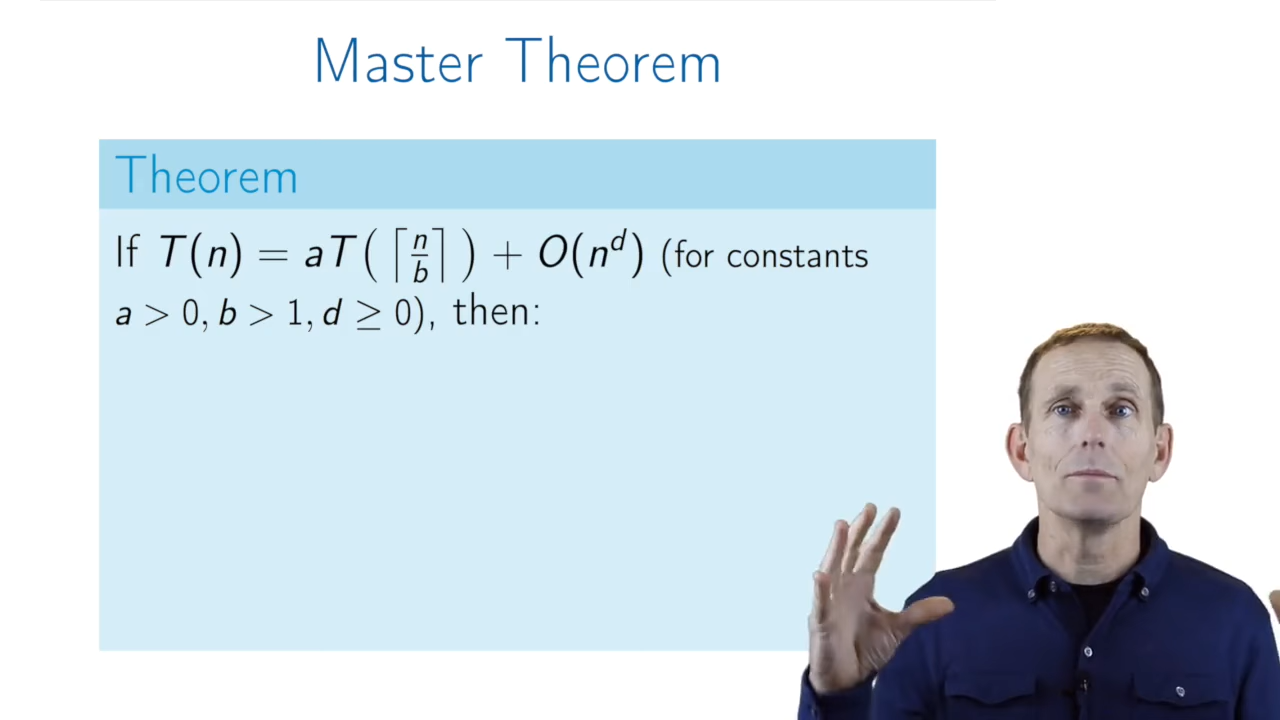 Master Theorem
Theorem
If T(n) = aT(⌈n/b⌉) + O(n^d) (for constants
a > 0, b > 1, d ≥ 0), then: